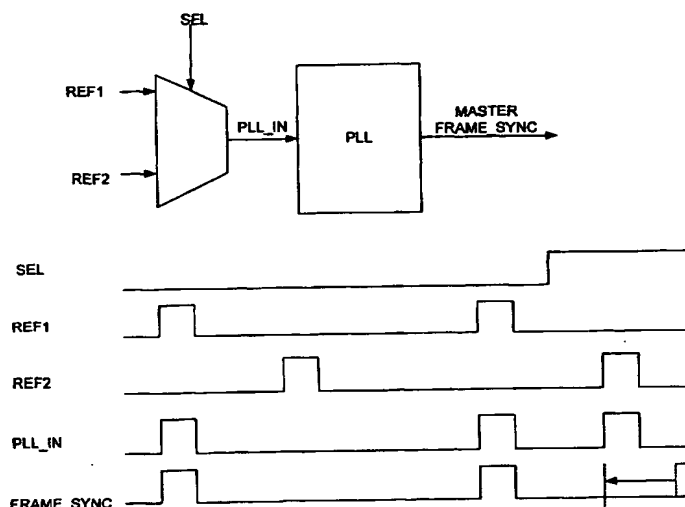 SEL
REF1
PLL_IN
PLL
MASTER
FRAME_SYNC
REF2
SEL
REF1
REF2
PLL_IN
FRAME_SYNC